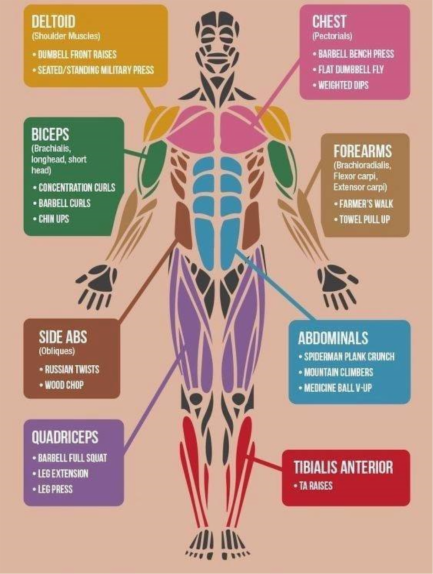 DELTOID
(Shoulder Muscles)
• DUMBELL FRONT RAISES
• SEATED/STANDING MILITARY PRESS
CHEST
(Pectorials)
• BARBELL BENCH PRESS
• FLAT DUMBBELL FLY
• WEIGHTED DIPS
BICEPS
(Brachialis,
longhead, short
head)
• CONCENTRATION CURLS
• BARBELL CURLS
• CHIN UPS
FOREARMS
(Brachioradialis,
Flexor carpi,
Extensor carpi)
• FARMER'S WALK
• TOWEL PULL UP
SIDE ABS
(Obliques)
• RUSSIAN TWISTS
• WOOD CHOP
ABDOMINALS
• SPIDERMAN PLANK CRUNCH
• MOUNTAIN CLIMBERS
• MEDICINE BALL V-UP
QUADRICEPS
• BARBELL FULL SQUAT
• LEG EXTENSION
• LEG PRESS
TIBIALIS ANTERIOR
• TA RAISES